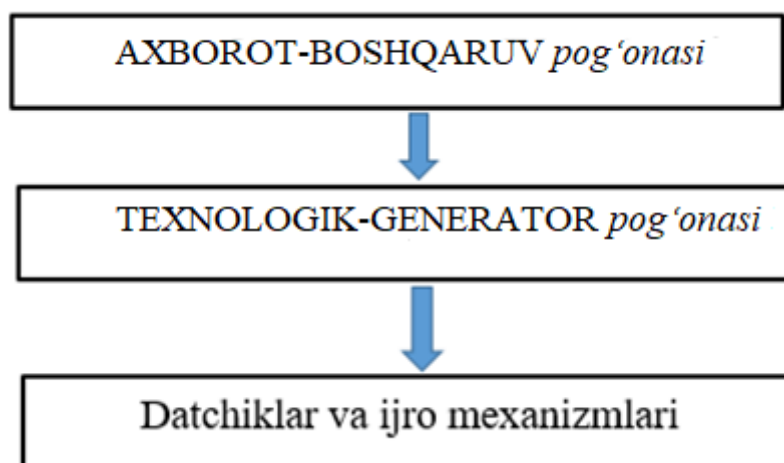 AXBOROT-BOSHQARUV pog‘onasi
TEXNOLOGIK-GENERATOR pog‘onasi
Datchiklar va ijro mexanizmlari